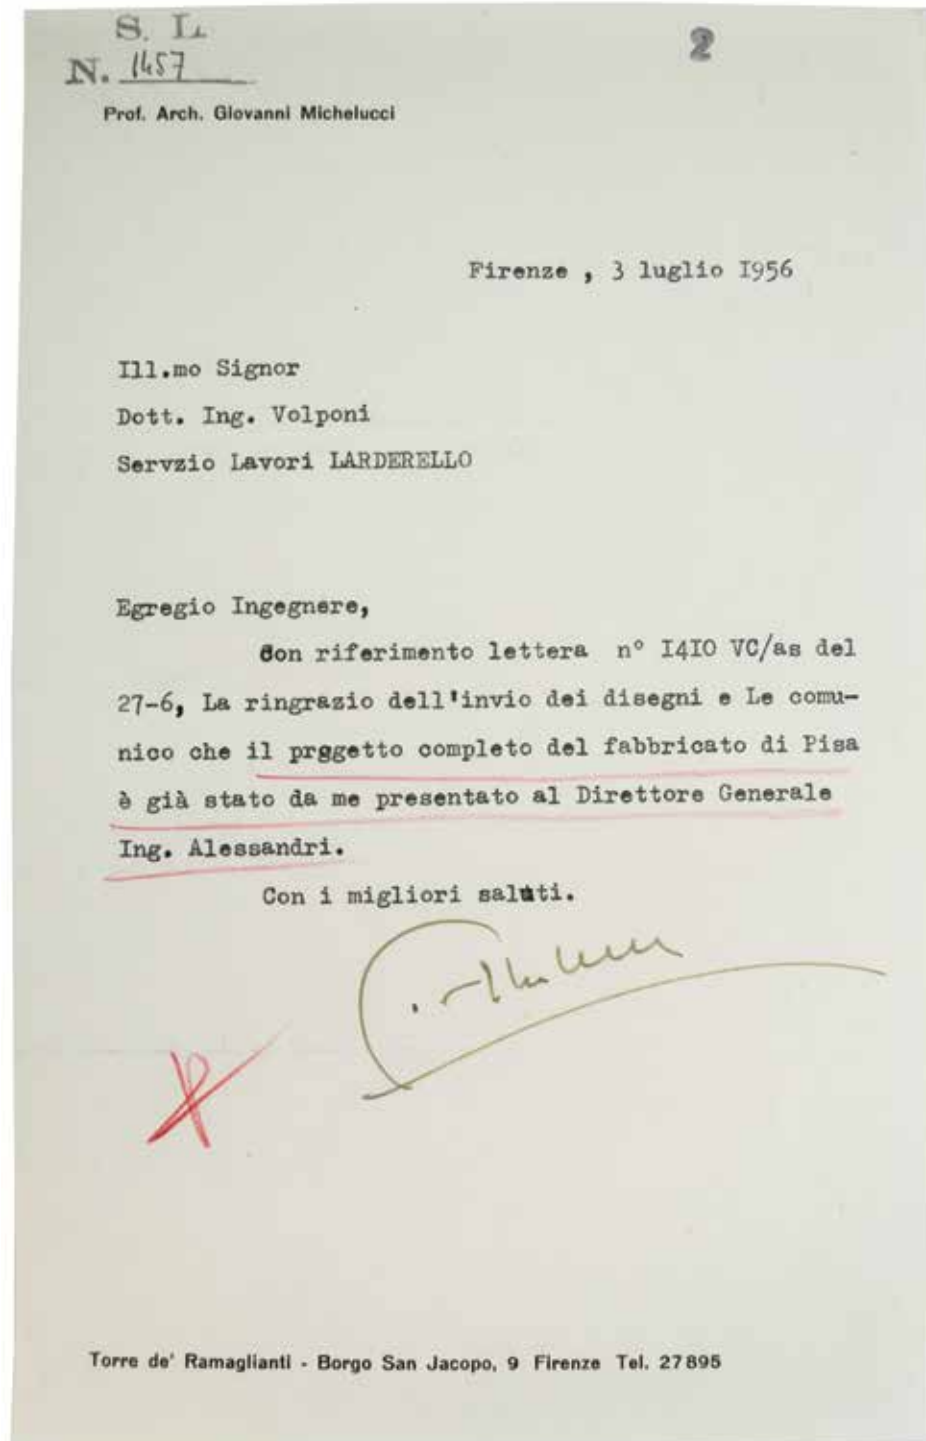 S. L.
N. 1457
2
Prof. Arch. Giovanni Michelucci
Firenze , 3 luglio I956
Ill.mo Signor
Dott. Ing. Volponi
Servzio Lavori LARDERELLO
Egregio Ingegnere,
Con riferimento lettera n° I4IO VC/as del
27-6, La ringrazio dell'invio dei disegni e Le comu-
nico che il prggetto completo del fabbricato di Pisa
è già stato da me presentato al Direttore Generale
Ing. Alessandri.
Con i migliori saluti.
Torre de' Ramaglianti - Borgo San Jacopo, 9 Firenze Tel. 27895